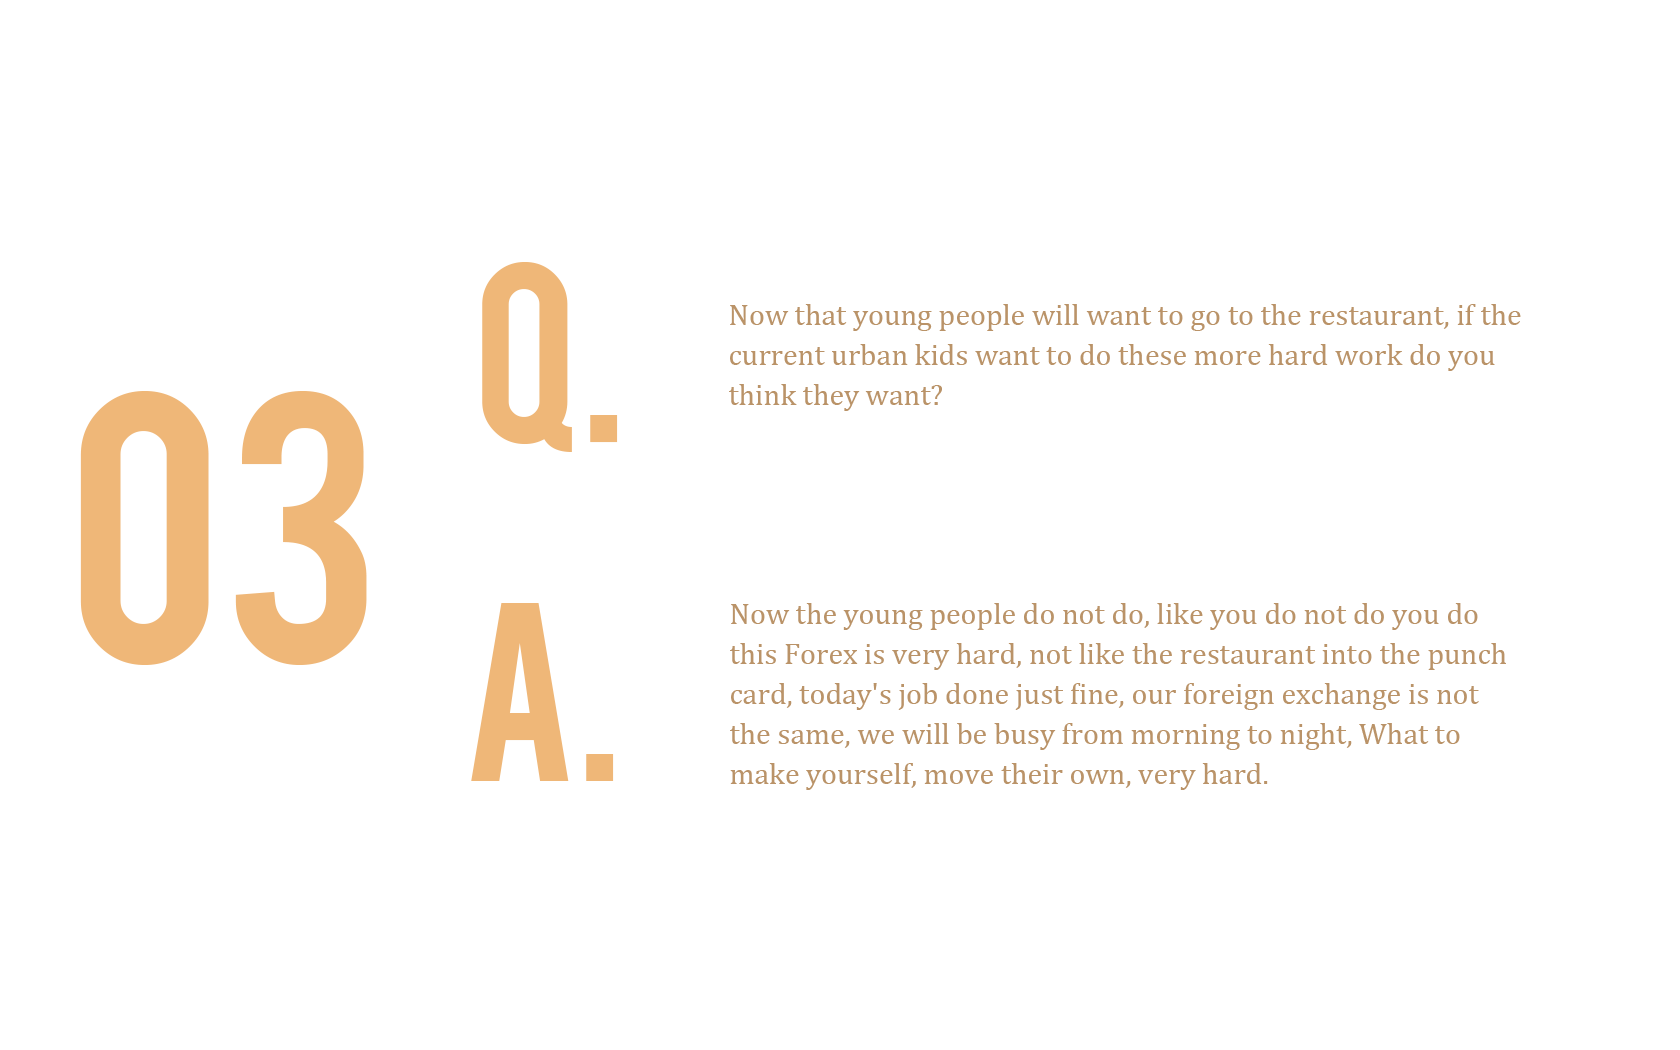 03
Q.
Now that young people will want to go to the restaurant, if the
current urban kids want to do these more hard work do you
think they want?
A.
Now the young people do not do, like you do not do you do
this Forex is very hard, not like the restaurant into the punch
card, today's job done just fine, our foreign exchange is not
the same, we will be busy from morning to night, What to
make yourself, move their own, very hard.